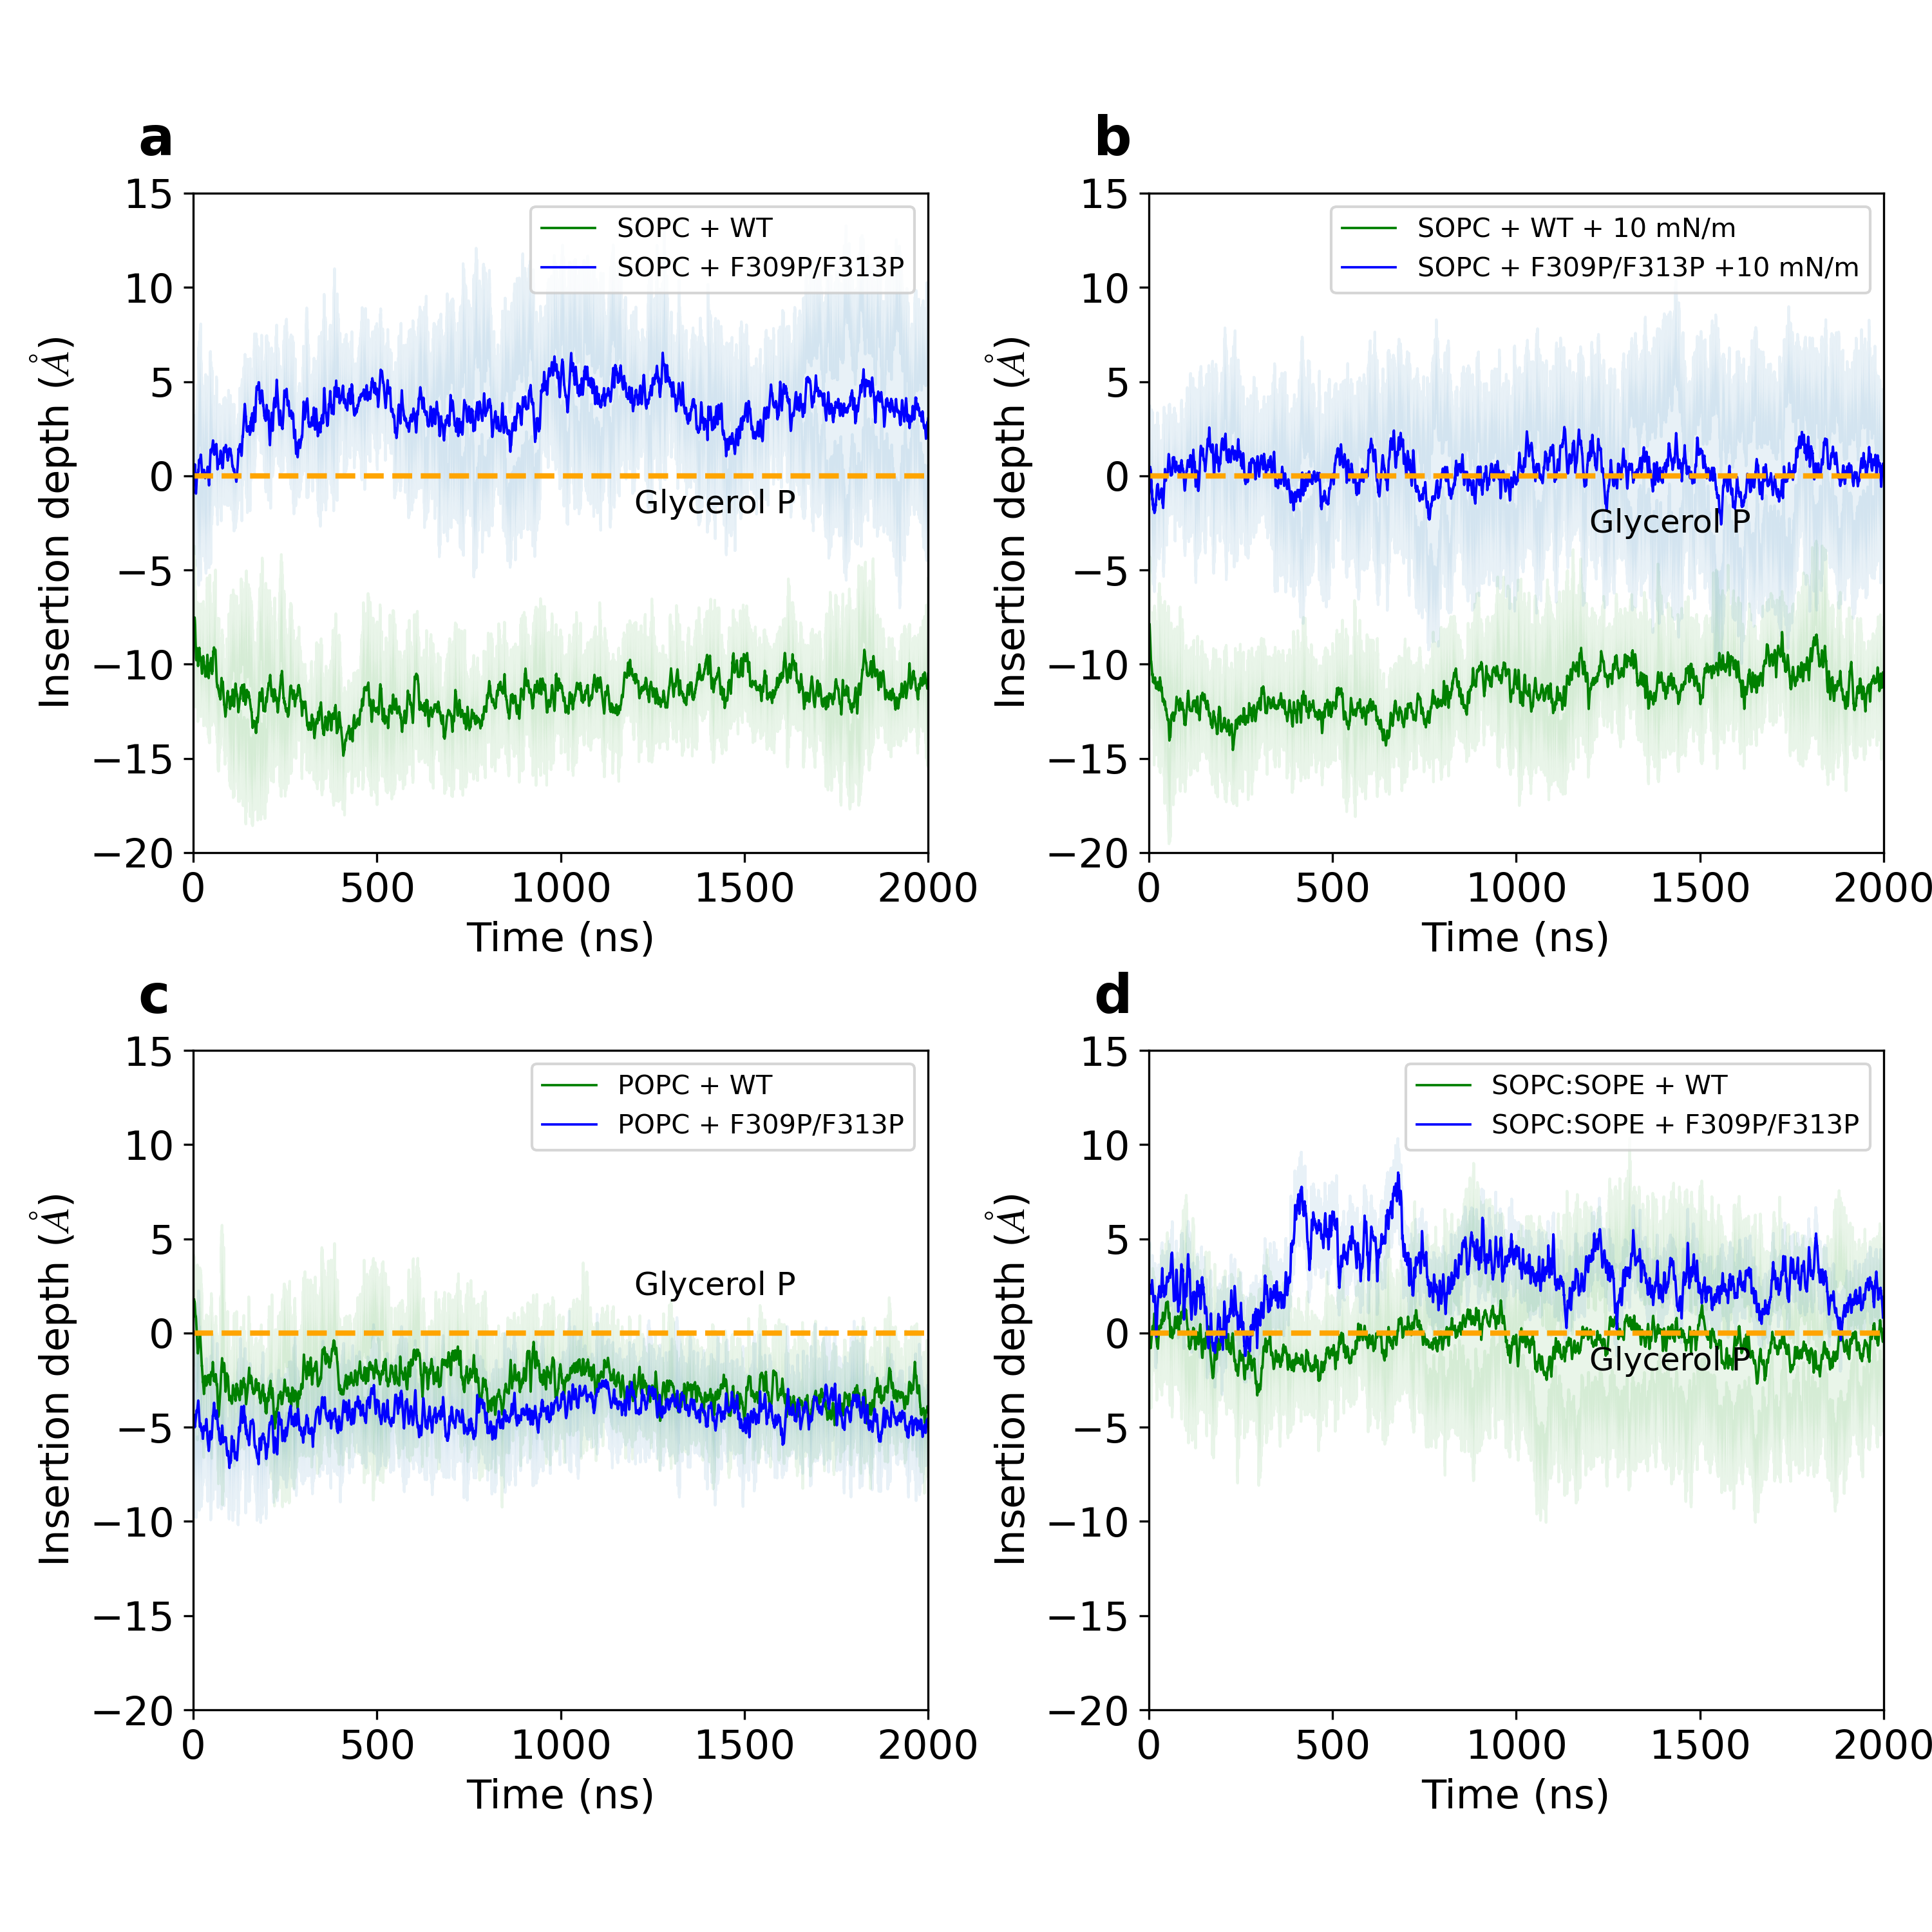 a
b
15
10
5
0
−5
−10
−15
−20
Insertion depth (Å)
SOPC + WT
SOPC + F309P/F313P
Glycerol P
0
500
1000
1500
2000
Time (ns)
15
10
5
0
−5
−10
−15
−20
Insertion depth (Å)
SOPC + WT + 10 mN/m
SOPC + F309P/F313P +10 mN/m
Glycerol P
0
500
1000
1500
2000
Time (ns)
c
d
15
10
5
0
−5
−10
−15
−20
Insertion depth (Å)
POPC + WT
POPC + F309P/F313P
Glycerol P
0
500
1000
1500
2000
Time (ns)
15
10
5
0
−5
−10
−15
−20
Insertion depth (Å)
SOPC:SOPE + WT
SOPC:SOPE + F309P/F313P
Glycerol P
0
500
1000
1500
2000
Time (ns)